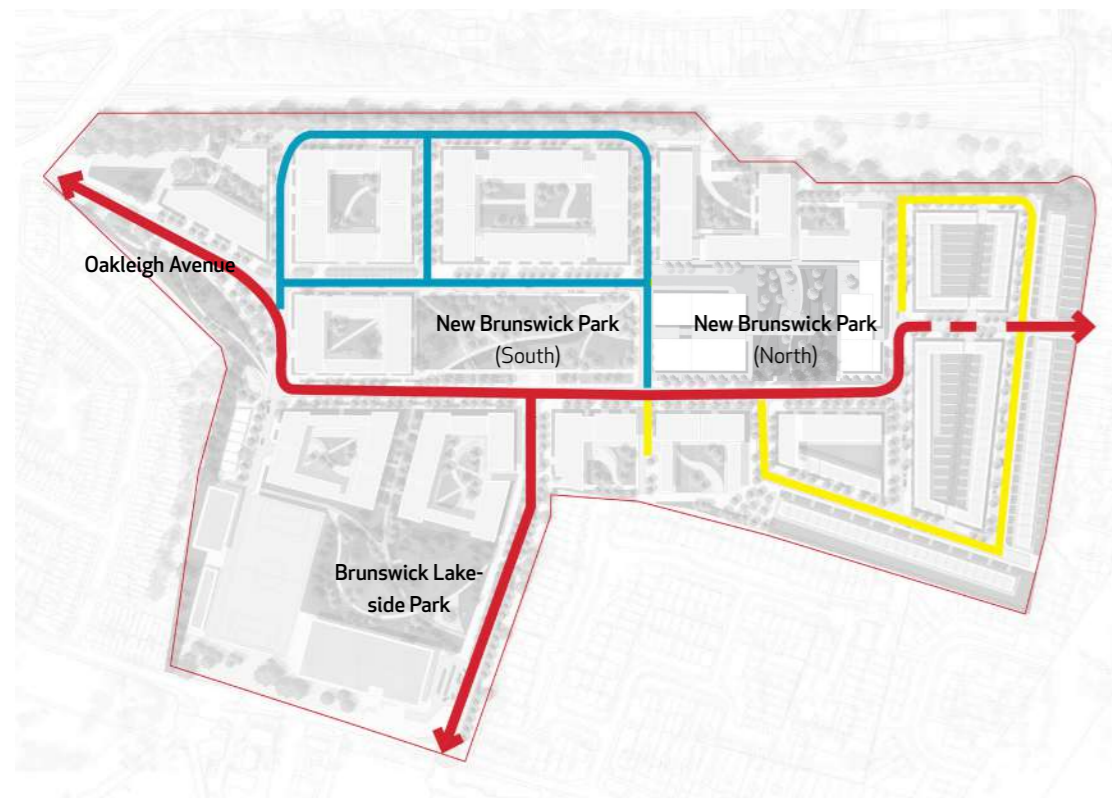 Oakleigh Avenue
New Brunswick Park
(South)
New Brunswick Park
(North)
Brunswick Lake-
side Park